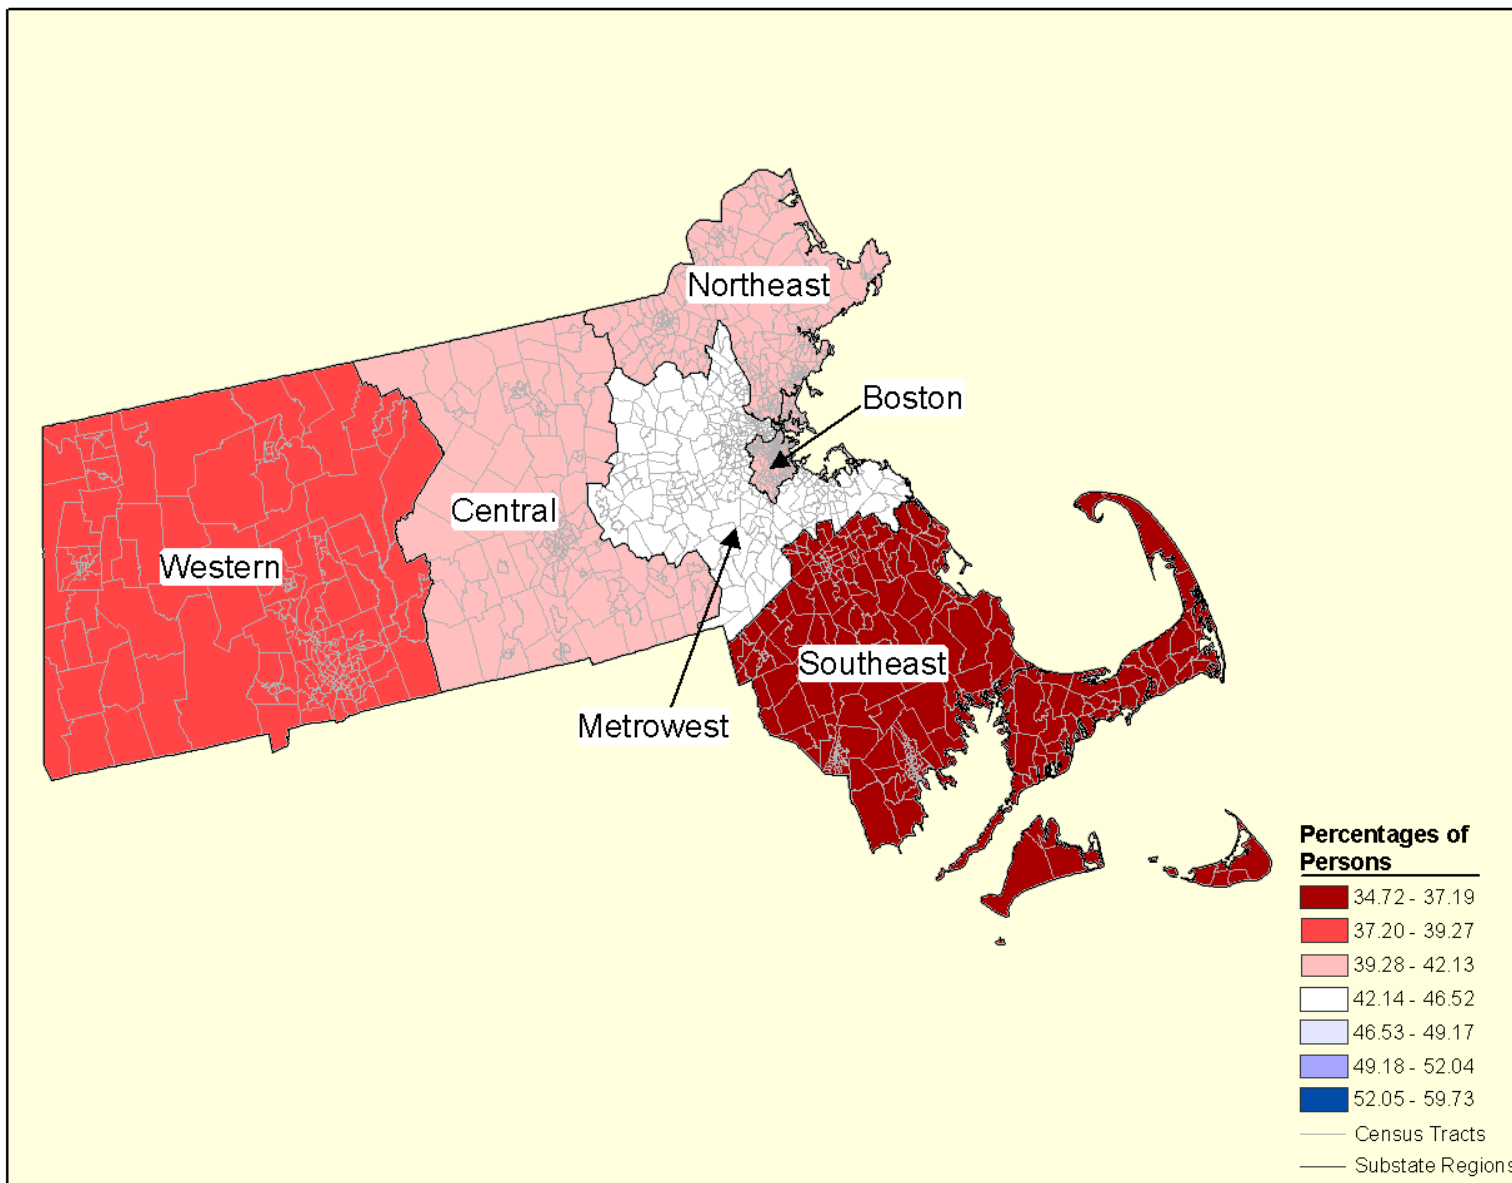 Northeast
Boston
Central
Western
Southeast
Metrowest
Percentages of
Persons
34.72 - 37.19
37.20 - 39.27
39.28 - 42.13
42.14 - 46.52
46.53 - 49.17
49.18 - 52.04
52.05 - 59.73
Census Tracts
Substate Regions